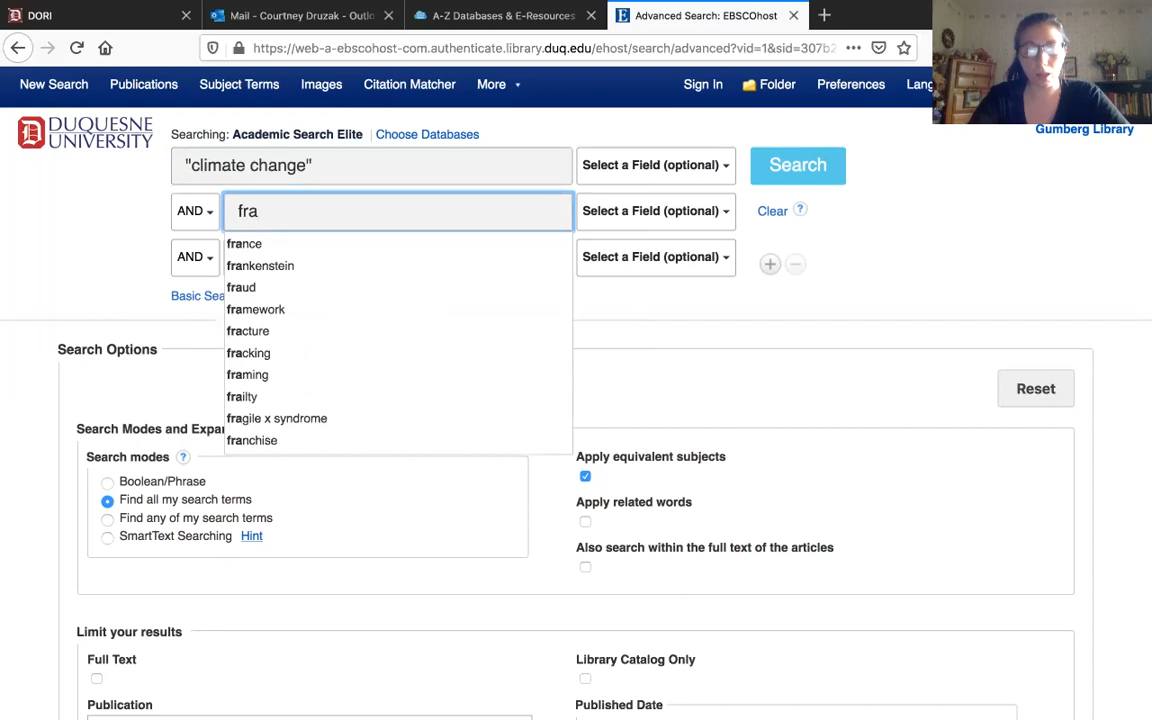 DORI
Mail - Courtney Druzak - Outlo
A-Z Databases & E-Resources
Advanced Search: EBSCOhost
https://web-a-ebscohost-com.authenticate.library.duq.edu/ehost/search/advanced?vid=1&sid=307b2
New Search Publications Subject Terms Images Citation Matcher More Sign In Folder Preferences Lang
DUQUESNE
UNIVERSITY
Searching: Academic Search Elite Choose Databases
Gumberg Library
"climate change" Select a Field (optional) Search
AND fra Select a Field (optional) Clear ?
france
AND Select a Field (optional)
frankenstein
fraud
Basic Sea
framework
fracture
fracking
framing
frailty
fragile x syndrome
franchise
Search Options
Reset
Search Modes and Expan
Search modes ?
Boolean/Phrase
Find all my search terms
Find any of my search terms
SmartText Searching Hint
Apply equivalent subjects
Apply related words
Also search within the full text of the articles
Limit your results
Full Text
Library Catalog Only
Publication
Published Date